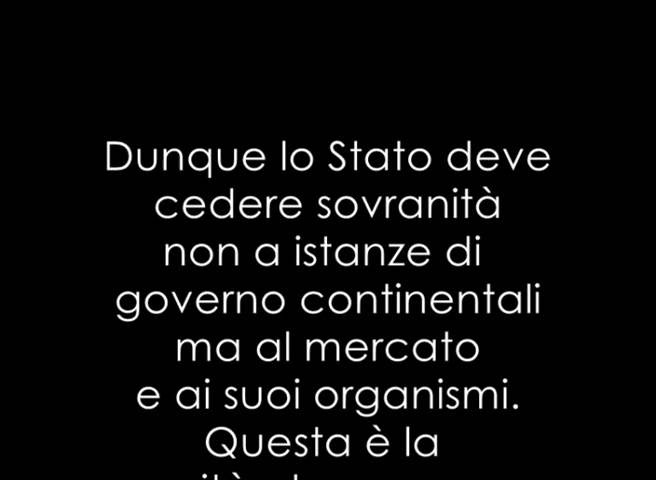 Dunque lo Stato deve
cedere sovranità
non a istanze di
governo continentali
ma al mercato
e ai suoi organismi.
Questa è la